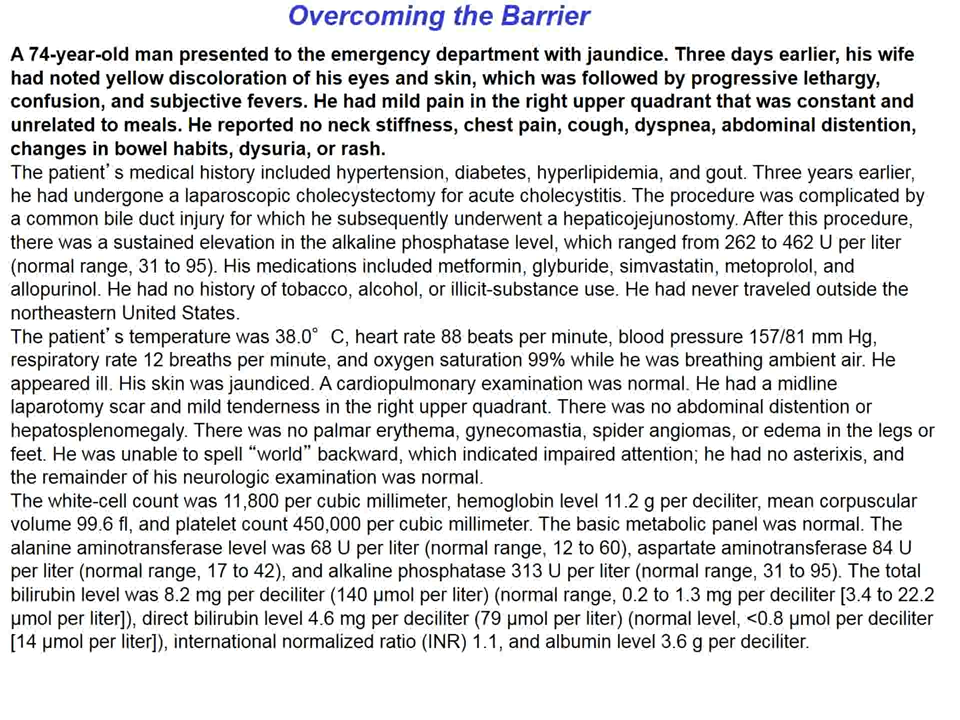 Overcoming the Barrier
A 74-year-old man presented to the emergency department with jaundice. Three days earlier, his wife
had noted yellow discoloration of his eyes and skin, which was followed by progressive lethargy,
confusion, and subjective fevers. He had mild pain in the right upper quadrant that was constant and
unrelated to meals. He reported no neck stiffness, chest pain, cough, dyspnea, abdominal distention,
changes in bowel habits, dysuria, or rash.
The patient’s medical history included hypertension, diabetes, hyperlipidemia, and gout. Three years earlier,
he had undergone a laparoscopic cholecystectomy for acute cholecystitis. The procedure was complicated by
a common bile duct injury for which he subsequently underwent a hepaticojejunostomy. After this procedure,
there was a sustained elevation in the alkaline phosphatase level, which ranged from 262 to 462 U per liter
(normal range, 31 to 95). His medications included metformin, glyburide, simvastatin, metoprolol, and
allopurinol. He had no history of tobacco, alcohol, or illicit-substance use. He had never traveled outside the
northeastern United States.
The patient’s temperature was 38.0° C, heart rate 88 beats per minute, blood pressure 157/81 mm Hg,
respiratory rate 12 breaths per minute, and oxygen saturation 99% while he was breathing ambient air. He
appeared ill. His skin was jaundiced. A cardiopulmonary examination was normal. He had a midline
laparotomy scar and mild tenderness in the right upper quadrant. There was no abdominal distention or
hepatosplenomegaly. There was no palmar erythema, gynecomastia, spider angiomas, or edema in the legs or
feet. He was unable to spell “world” backward, which indicated impaired attention; he had no asterixis, and
the remainder of his neurologic examination was normal.
The white-cell count was 11,800 per cubic millimeter, hemoglobin level 11.2 g per deciliter, mean corpuscular
volume 99.6 fl, and platelet count 450,000 per cubic millimeter. The basic metabolic panel was normal. The
alanine aminotransferase level was 68 U per liter (normal range, 12 to 60), aspartate aminotransferase 84 U
per liter (normal range, 17 to 42), and alkaline phosphatase 313 U per liter (normal range, 31 to 95). The total
bilirubin level was 8.2 mg per deciliter (140 µmol per liter) (normal range, 0.2 to 1.3 mg per deciliter [3.4 to 22.2
µmol per liter]), direct bilirubin level 4.6 mg per deciliter (79 µmol per liter) (normal level, <0.8 µmol per deciliter
[14 µmol per liter]), international normalized ratio (INR) 1.1, and albumin level 3.6 g per deciliter.